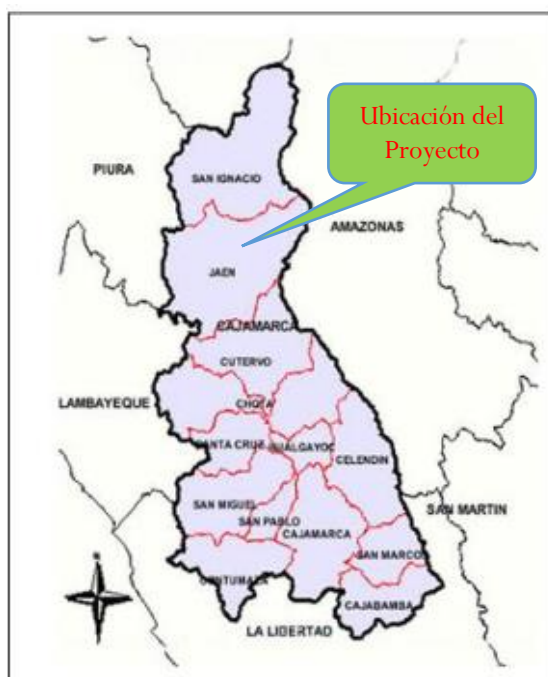 Ubicación del
Proyecto
PIURA
SAN IGNACIO
AMAZONAS
JAEN
CAJAMARCA
CUTERVO
LAMBAYEQUE
CHOTA
SANTA CRUZ
HUALGAYOC
CELENDIN
SAN MIGUEL
SAN PABLO
SAN MARTIN
CAJAMARCA
SAN MARCOS
CONTUMAZA
CAJABAMBA
LA LIBERTAD